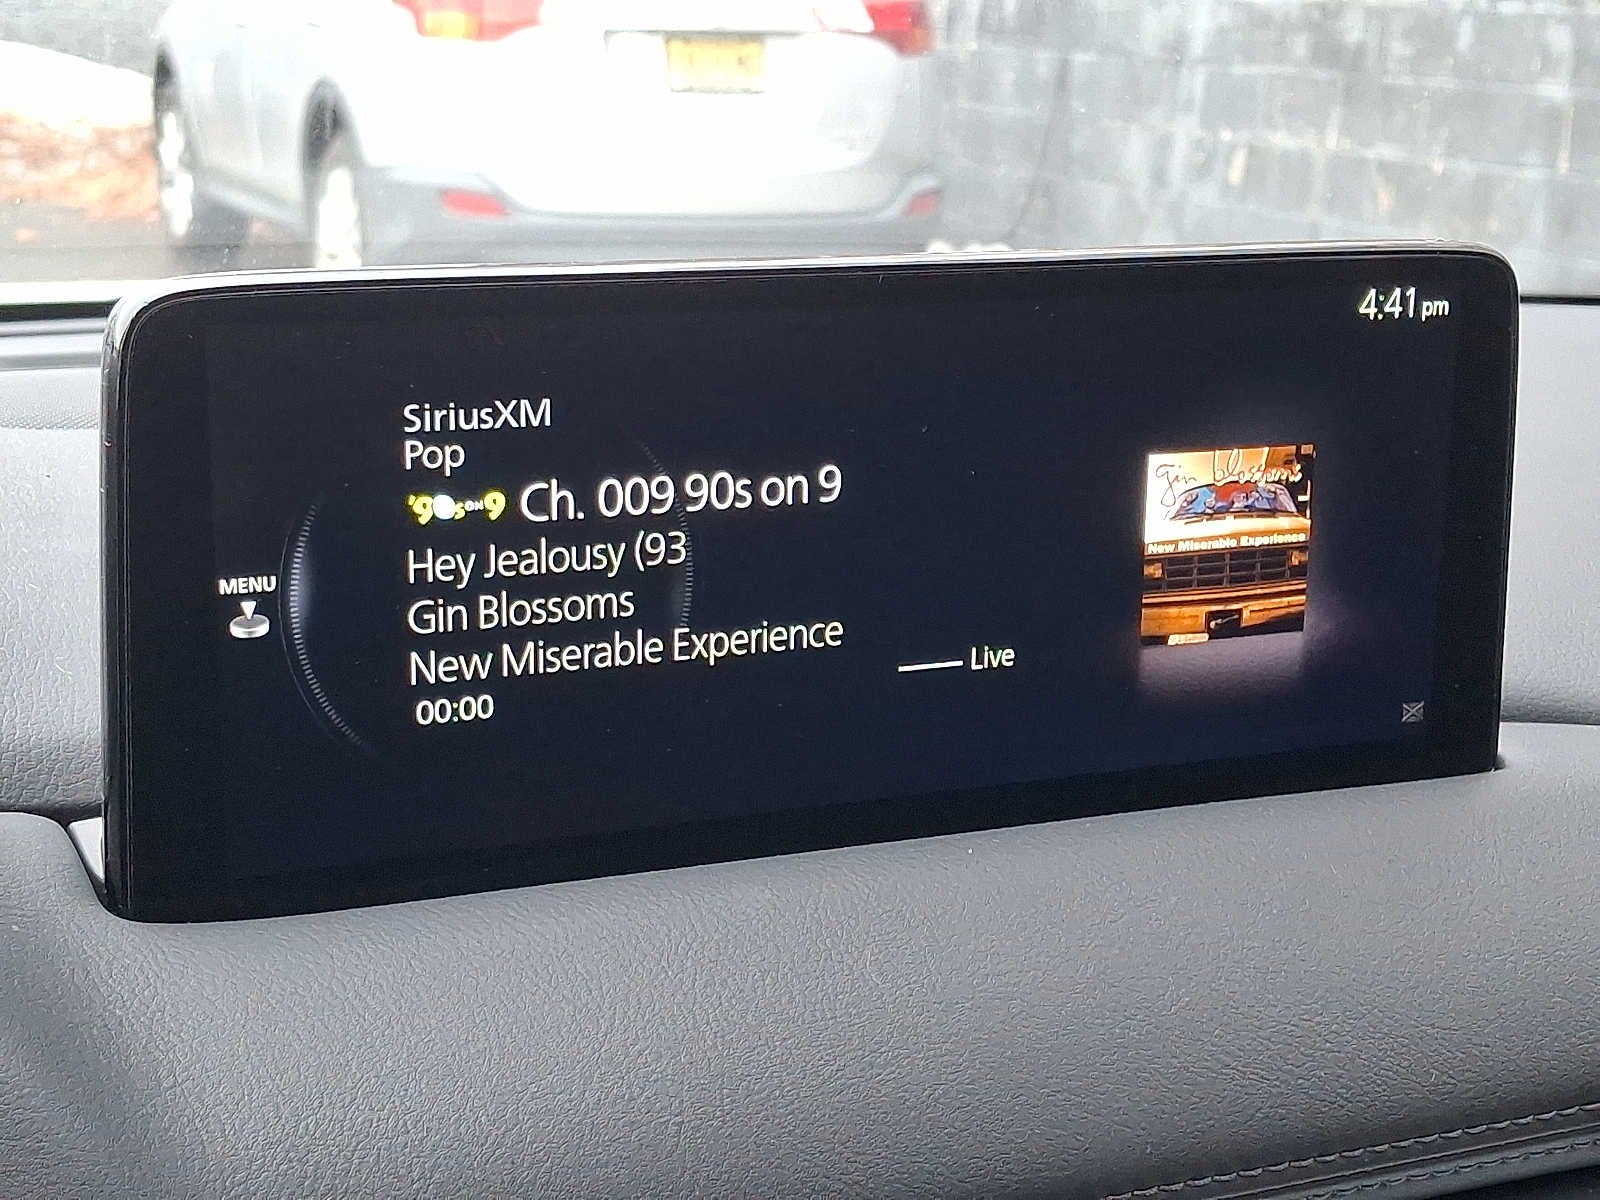 4:41 pm
SiriusXM
Pop
'90s ON 9 Ch. 009 90s on 9
Hey Jealousy (93
Gin Blossoms
New Miserable Experience
00:00
Live
MENU
gin blossoms
New Miserable Experience